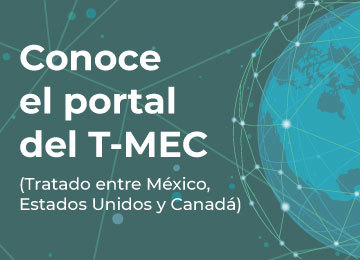 Conoce
el portal
del T-MEC
(Tratado entre México,
Estados Unidos y Canadá)